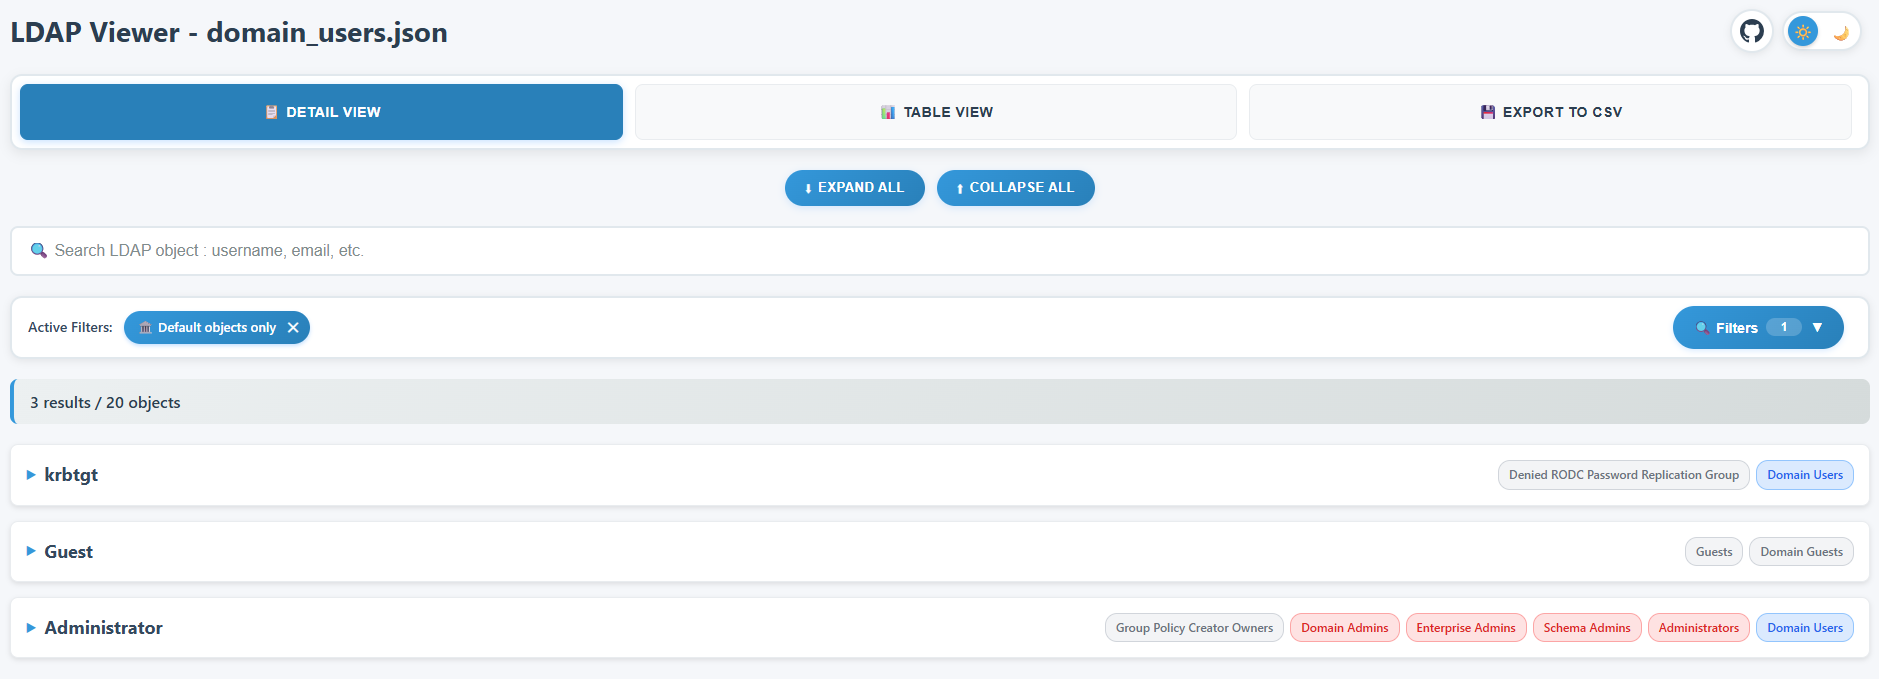 LDAP Viewer - domain_users.json
DETAIL VIEW
TABLE VIEW
EXPORT TO CSV
EXPAND ALL
COLLAPSE ALL
Search LDAP object : username, email, etc.
Active Filters:
Default objects only
Filters 1
3 results / 20 objects
krbtgt
Denied RODC Password Replication Group
Domain Users
Guest
Guests
Domain Guests
Administrator
Group Policy Creator Owners
Domain Admins
Enterprise Admins
Schema Admins
Administrators
Domain Users